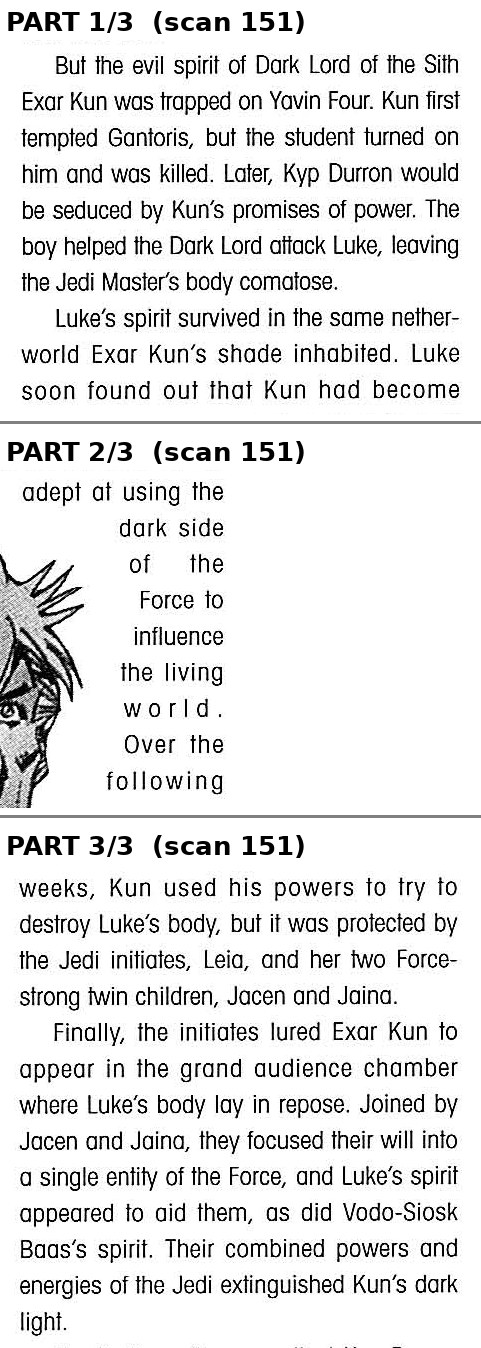 PART 1/3 (scan 151)
But the evil spirit of Dark Lord of the Sith
Exar Kun was trapped on Yavin Four. Kun first
tempted Gantoris, but the student turned on
him and was killed. Later, Kyp Durron would
be seduced by Kun's promises of power. The
boy helped the Dark Lord attack Luke, leaving
the Jedi Master's body comatose.
Luke's spirit survived in the same nether-
world Exar Kun's shade inhabited. Luke
soon found out that Kun had become
PART 2/3 (scan 151)
adept at using the
dark side
of the
Force to
influence
the living
world.
Over the
following
PART 3/3 (scan 151)
weeks, Kun used his powers to try to
destroy Luke's body, but it was protected by
the Jedi initiates, Leia, and her two Force-
strong twin children, Jacen and Jaina.
Finally, the initiates lured Exar Kun to
appear in the grand audience chamber
where Luke's body lay in repose. Joined by
Jacen and Jaina, they focused their will into
a single entity of the Force, and Luke's spirit
appeared to aid them, as did Vodo-Siosk
Baas's spirit. Their combined powers and
energies of the Jedi extinguished Kun's dark
light.